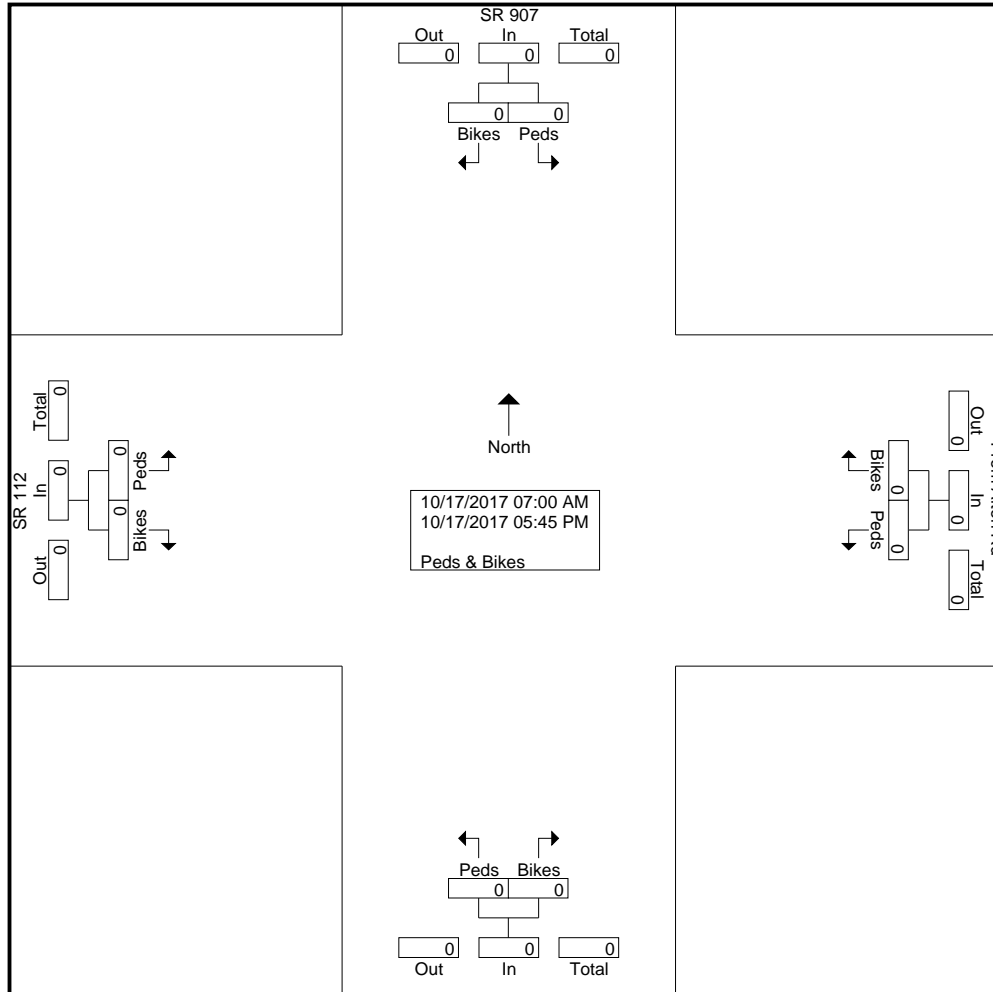 SR 907
Out In Total
0 0 0
0 0
Bikes Peds
Total
0
In
0
Out
0
SR 112
0
Peds
0
Bikes
North
10/17/2017 07:00 AM
10/17/2017 05:45 PM
Peds & Bikes
Bikes
0
Peds
0
Out
0
In
0
Total
0
Peds Bikes
0 0
0 0 0
Out In Total